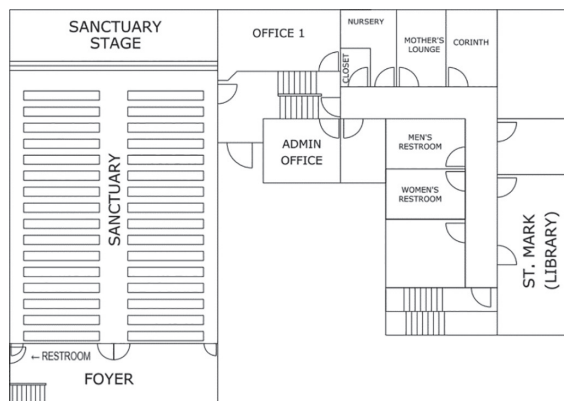 SANCTUARY
STAGE
OFFICE 1
NURSERY
MOTHER'S
LOUNGE
CORINTH
CLOSET
ADMIN
OFFICE
MEN'S
RESTROOM
WOMEN'S
RESTROOM
SANCTUARY
ST. MARK
(LIBRARY)
← RESTROOM
FOYER